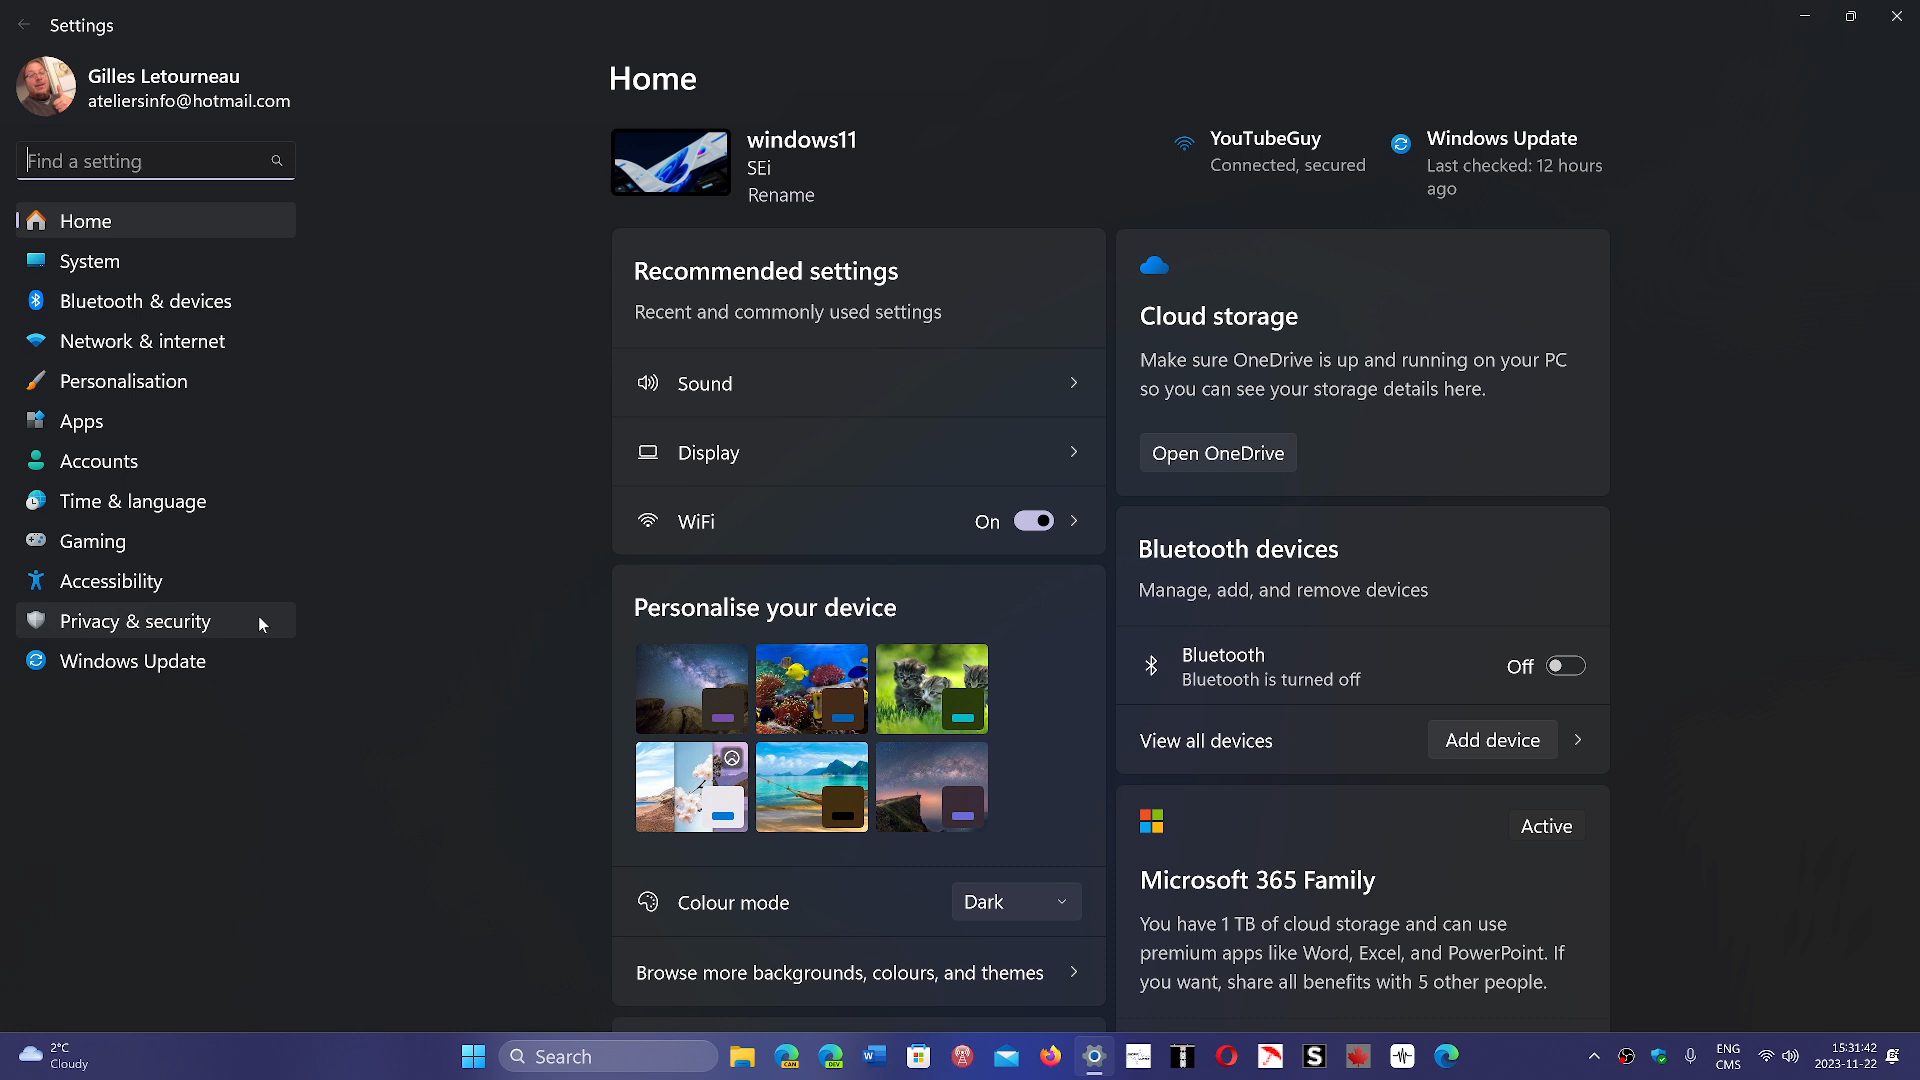 Settings
Gilles Letourneau
ateliersinfo@hotmail.com
Find a setting
Home
System
Bluetooth & devices
Network & internet
Personalisation
Apps
Accounts
Time & language
Gaming
Accessibility
Privacy & security
Windows Update
Home
windows11
SEi
Rename
YouTubeGuy
Connected, secured
Windows Update
Last checked: 12 hours
ago
Recommended settings
Recent and commonly used settings
Sound
Display
WiFi
On
Personalise your device
Colour mode
Dark
Browse more backgrounds, colours, and themes
Cloud storage
Make sure OneDrive is up and running on your PC
so you can see your storage details here.
Open OneDrive
Bluetooth devices
Manage, add, and remove devices
Bluetooth
Bluetooth is turned off
Off
View all devices
Add device
Active
Microsoft 365 Family
You have 1 TB of cloud storage and can use
premium apps like Word, Excel, and PowerPoint. If
you want, share all benefits with 5 other people.
2°C
Cloudy
Search
CAN
DEV
W
S
ENG
CMS
15:31:42
2023-11-22